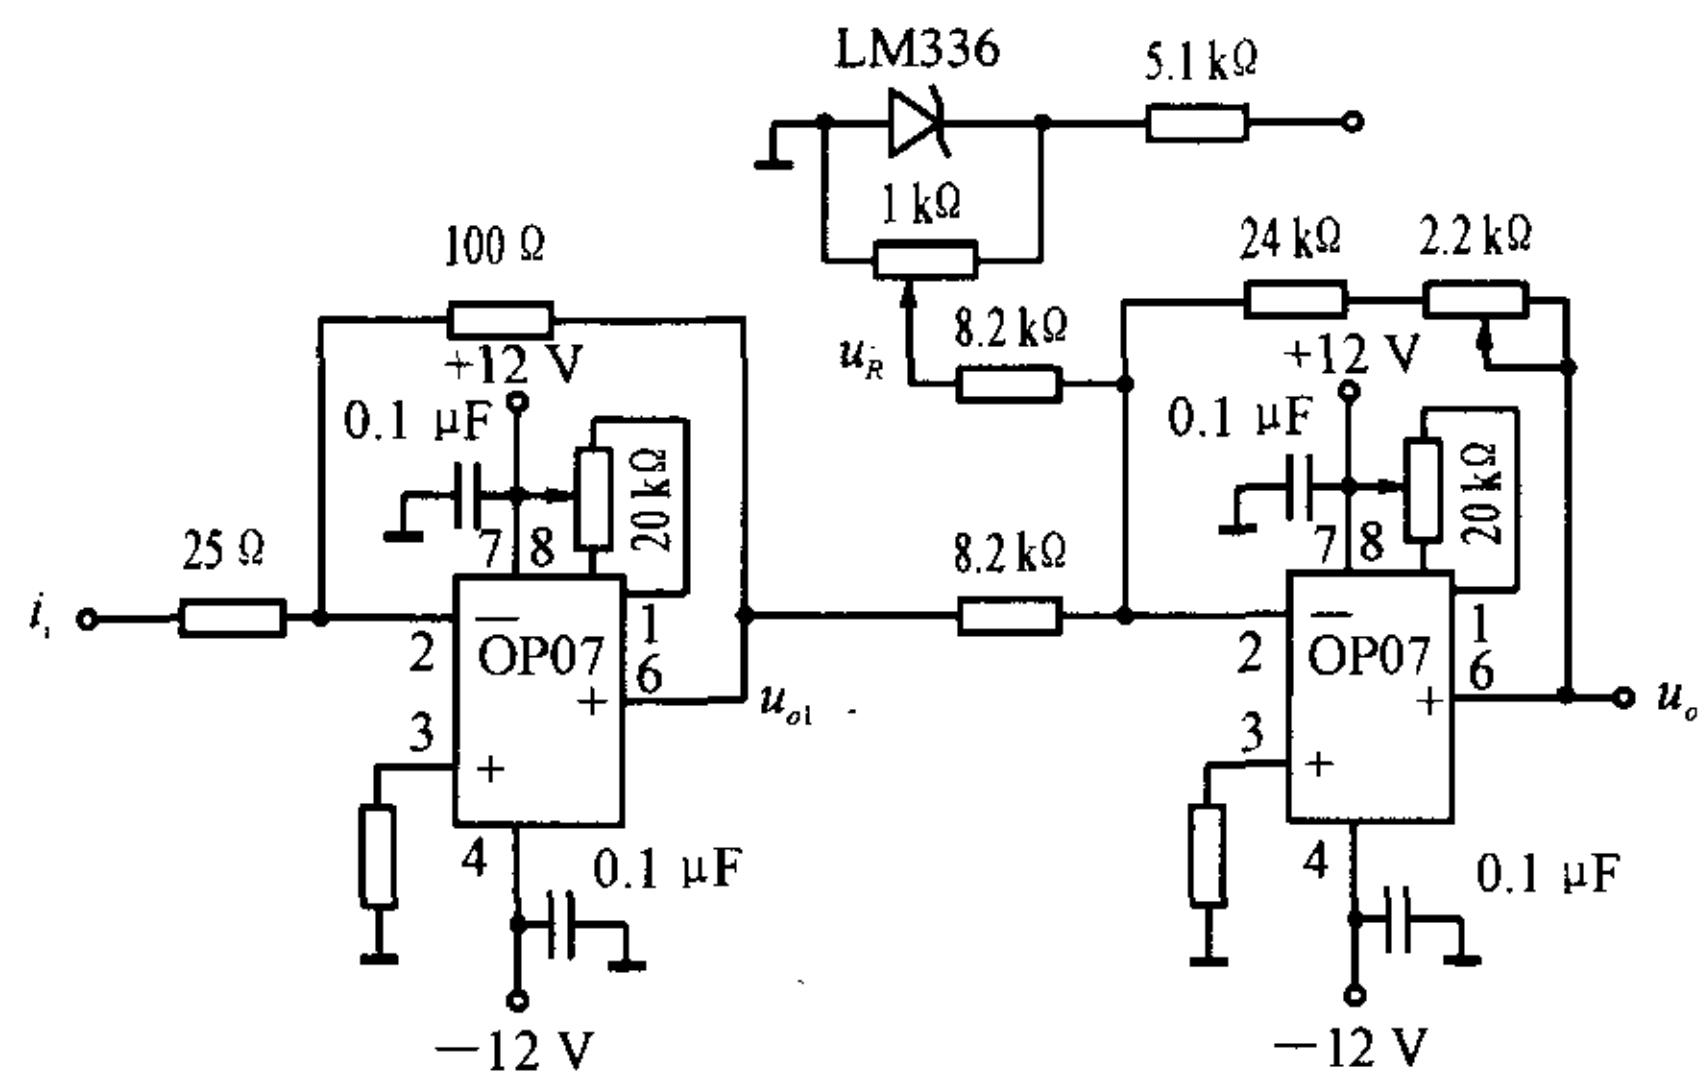 LM336
5.1 kΩ
1 kΩ
100 Ω
24 kΩ
2.2 kΩ
8.2 kΩ
u_R
+12 V
+12 V
0.1 μF
0.1 μF
20 kΩ
20 kΩ
25 Ω
7 8
8.2 kΩ
7 8
i_i
2
−
OP07
1
6
+
u_o1
2
−
OP07
1
6
+
u_o
3
+
3
+
4
0.1 μF
4
0.1 μF
−12 V
−12 V